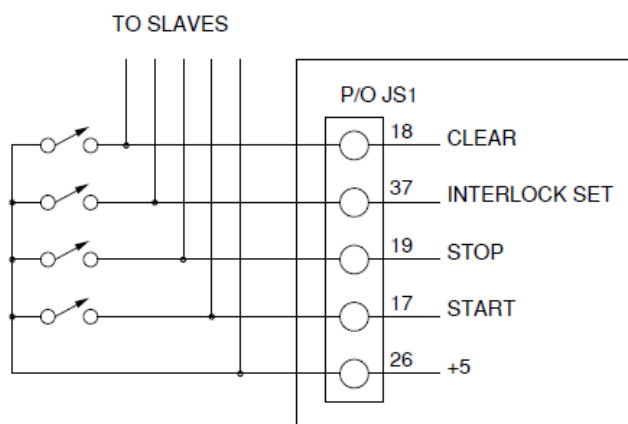 TO SLAVES
P/O JS1
18 CLEAR
37 INTERLOCK SET
19 STOP
17 START
26 +5